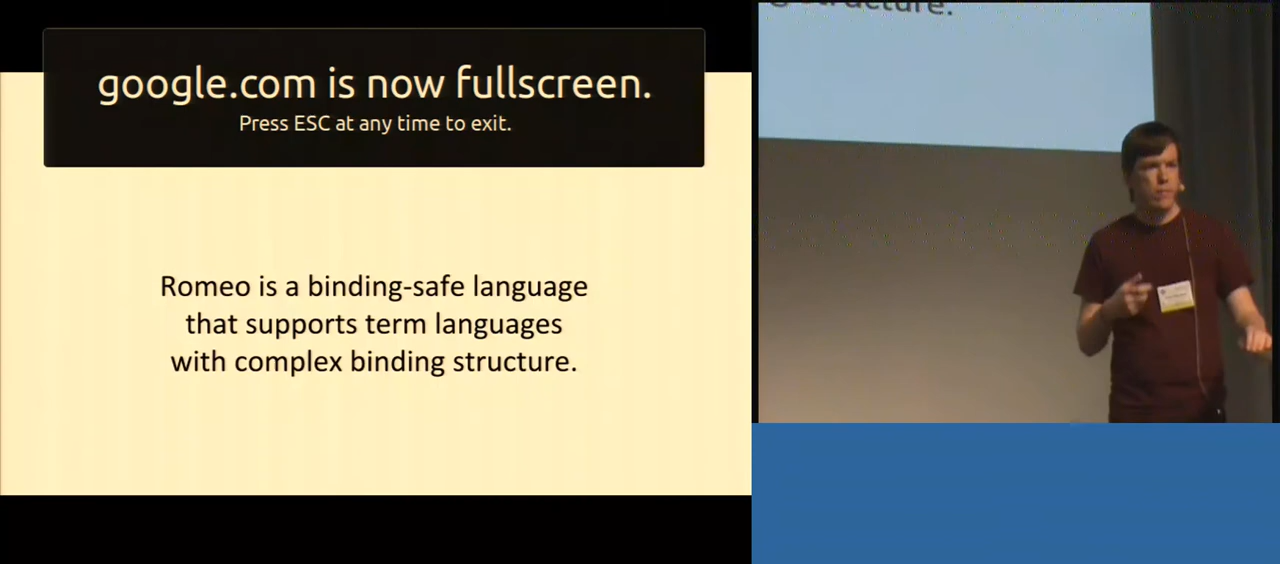 google.com is now fullscreen.
Press ESC at any time to exit.
Romeo is a binding-safe language
that supports term languages
with complex binding structure.
structure.